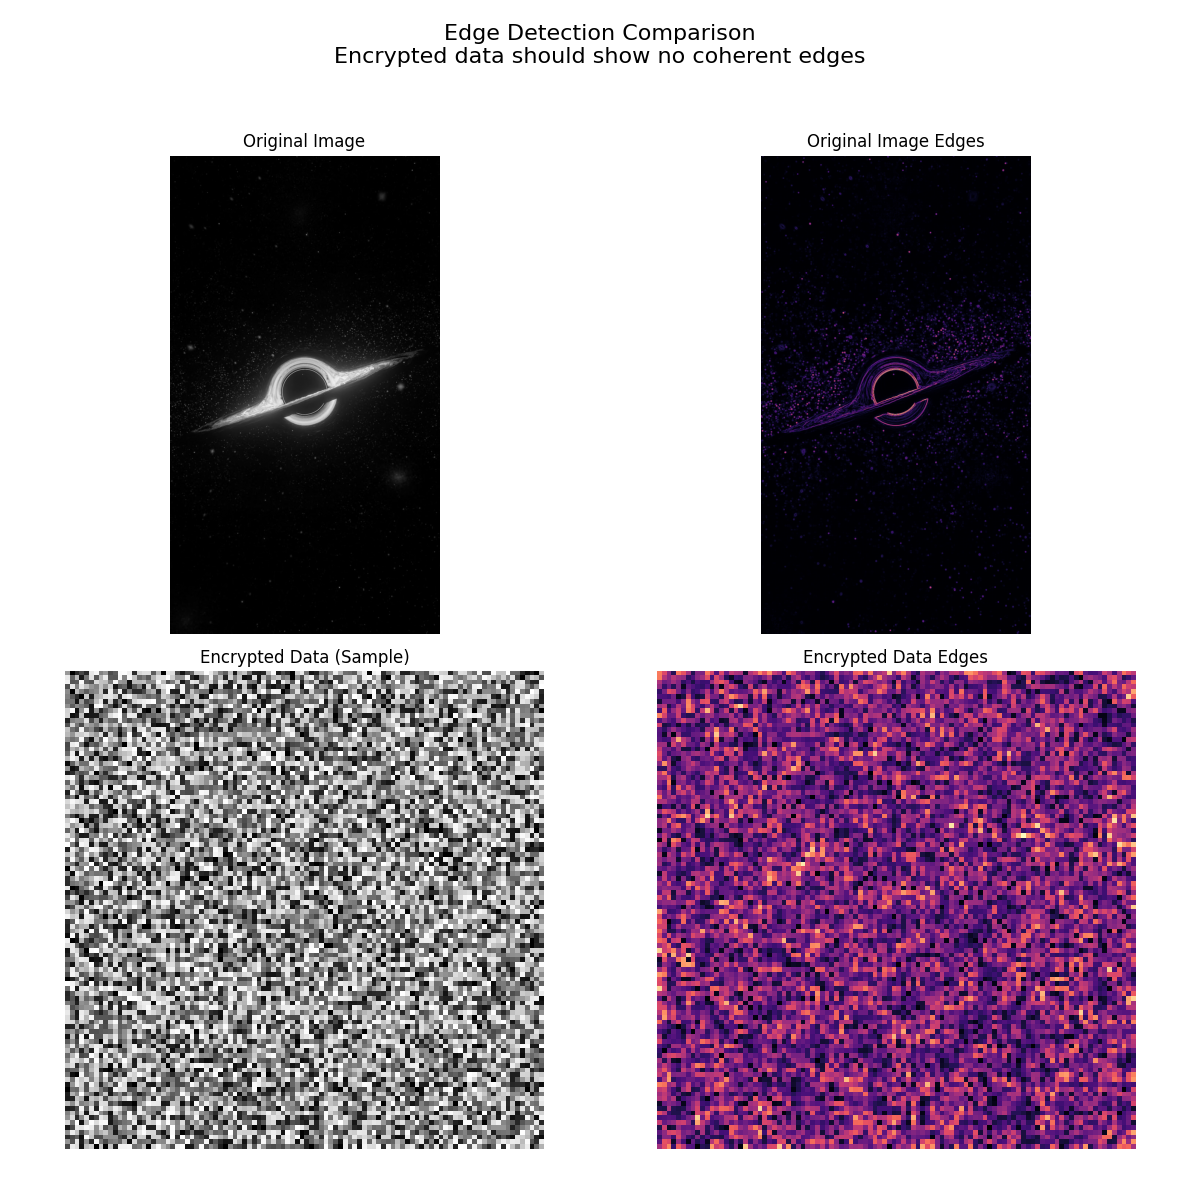 Edge Detection Comparison
Encrypted data should show no coherent edges
Original Image
Original Image Edges
Encrypted Data (Sample)
Encrypted Data Edges